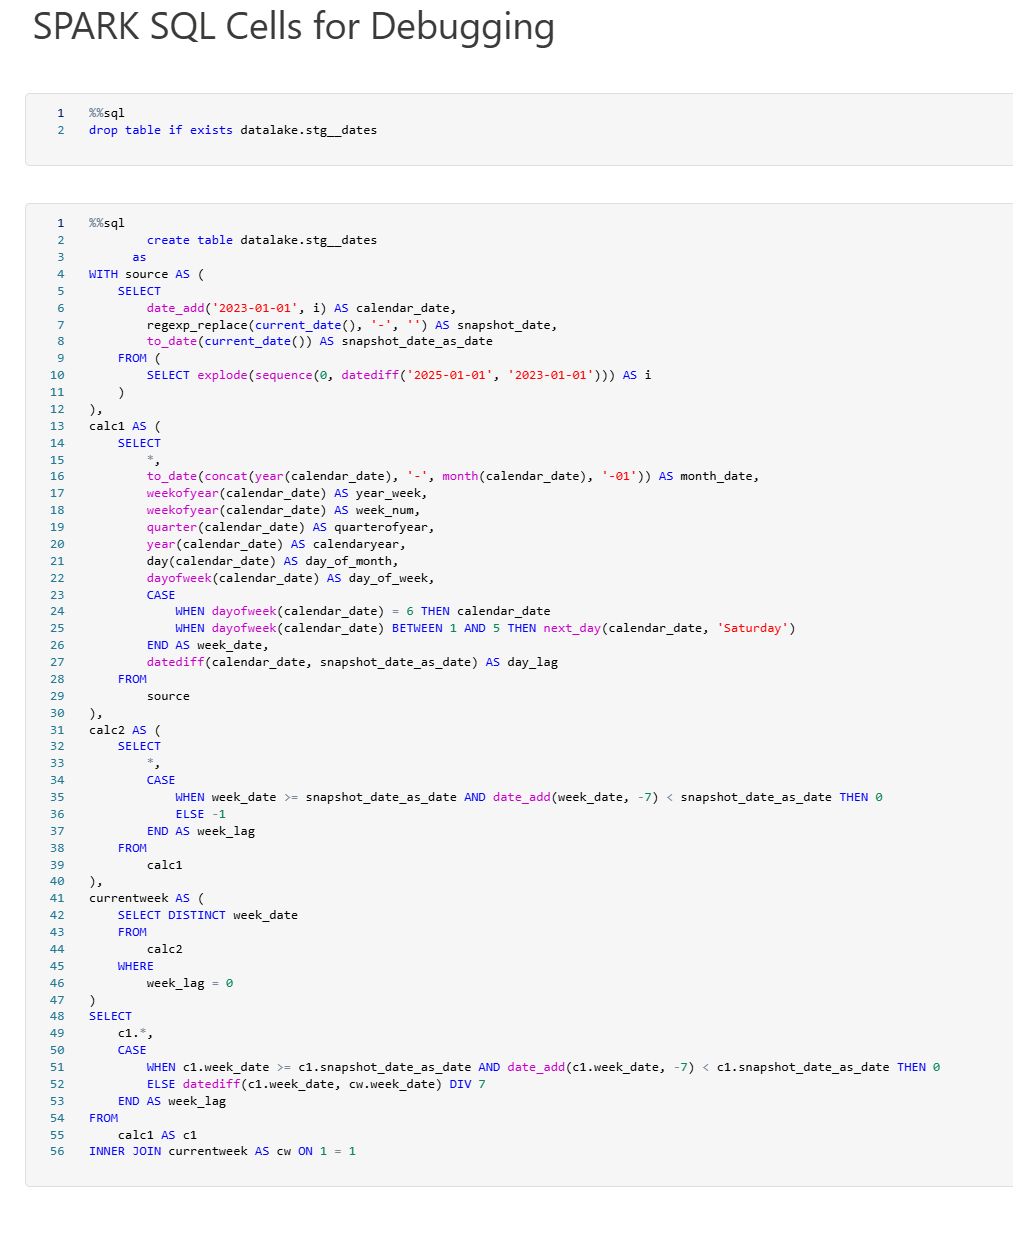 SPARK SQL Cells for Debugging
1 %%sql
2 drop table if exists datalake.stg__dates
1 %%sql
2         create table datalake.stg__dates
3       as
4 WITH source AS (
5     SELECT
6         date_add('2023-01-01', i) AS calendar_date,
7         regexp_replace(current_date(), '-', '') AS snapshot_date,
8         to_date(current_date()) AS snapshot_date_as_date
9     FROM (
10         SELECT explode(sequence(0, datediff('2025-01-01', '2023-01-01'))) AS i
11     )
12 ),
13 calc1 AS (
14     SELECT
15         *,
16         to_date(concat(year(calendar_date), '-', month(calendar_date), '-01')) AS month_date,
17         weekofyear(calendar_date) AS year_week,
18         weekofyear(calendar_date) AS week_num,
19         quarter(calendar_date) AS quarterofyear,
20         year(calendar_date) AS calendaryear,
21         day(calendar_date) AS day_of_month,
22         dayofweek(calendar_date) AS day_of_week,
23         CASE
24             WHEN dayofweek(calendar_date) = 6 THEN calendar_date
25             WHEN dayofweek(calendar_date) BETWEEN 1 AND 5 THEN next_day(calendar_date, 'Saturday')
26         END AS week_date,
27         datediff(calendar_date, snapshot_date_as_date) AS day_lag
28     FROM
29         source
30 ),
31 calc2 AS (
32     SELECT
33         *,
34         CASE
35             WHEN week_date >= snapshot_date_as_date AND date_add(week_date, -7) < snapshot_date_as_date THEN 0
36             ELSE -1
37         END AS week_lag
38     FROM
39         calc1
40 ),
41 currentweek AS (
42     SELECT DISTINCT week_date
43     FROM
44         calc2
45     WHERE
46         week_lag = 0
47 )
48 SELECT
49     c1.*,
50     CASE
51         WHEN c1.week_date >= c1.snapshot_date_as_date AND date_add(c1.week_date, -7) < c1.snapshot_date_as_date THEN 0
52         ELSE datediff(c1.week_date, cw.week_date) DIV 7
53     END AS week_lag
54 FROM
55     calc1 AS c1
56 INNER JOIN currentweek AS cw ON 1 = 1